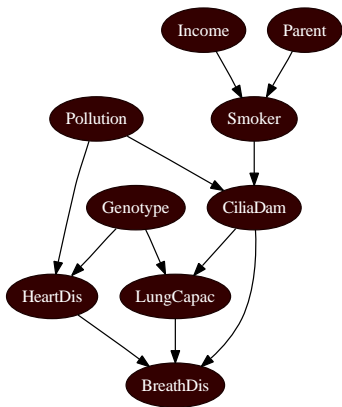 Income
Parent
Pollution
Smoker
Genotype
CiliaDam
HeartDis
LungCapac
BreathDis